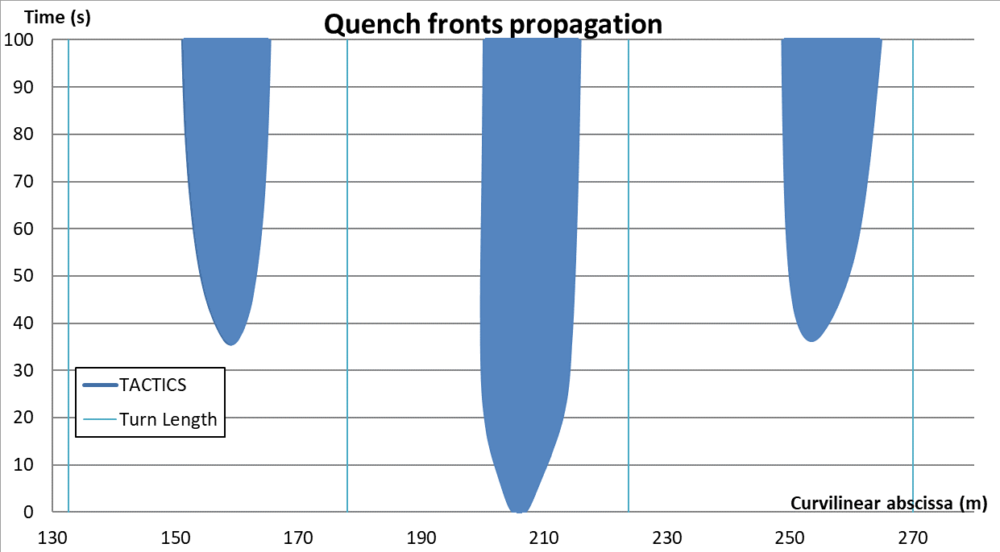 Time (s)
Quench fronts propagation
100
90
80
70
60
50
40
30
20
10
0
TACTICS
Turn Length
Curvilinear abscissa (m)
130 150 170 190 210 230 250 270